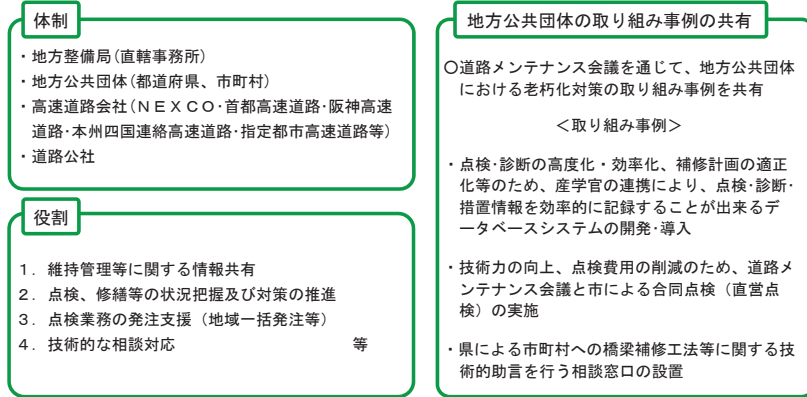 体制
・地方整備局(直轄事務所)
・地方公共団体(都道府県、市町村)
・高速道路会社(ＮＥＸＣＯ・首都高速道路・阪神高速
道路・本州四国連絡高速道路・指定都市高速道路等)
・道路公社
役割
１．維持管理等に関する情報共有
２．点検、修繕等の状況把握及び対策の推進
３．点検業務の発注支援（地域一括発注等）
４．技術的な相談対応　等
地方公共団体の取り組み事例の共有
〇道路メンテナンス会議を通じて、地方公共団体
における老朽化対策の取り組み事例を共有
＜取り組み事例＞
・点検・診断の高度化・効率化、補修計画の適正
化等のため、産学官の連携により、点検・診断・
措置情報を効率的に記録することが出来るデ
ータベースシステムの開発・導入
・技術力の向上、点検費用の削減のため、道路メ
ンテナンス会議と市による合同点検（直営点
検）の実施
・県による市町村への橋梁補修工法等に関する技
術的助言を行う相談窓口の設置